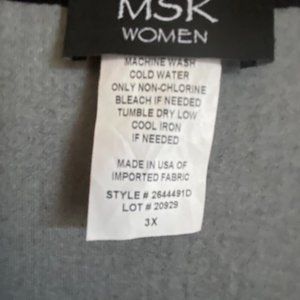 MSK
WOMEN
MACHINE WASH
COLD WATER
ONLY NON-CHLORINE
BLEACH IF NEEDED
TUMBLE DRY LOW
COOL IRON
IF NEEDED
MADE IN USA OF
IMPORTED FABRIC
STYLE # 2644491D
LOT # 20929
3X